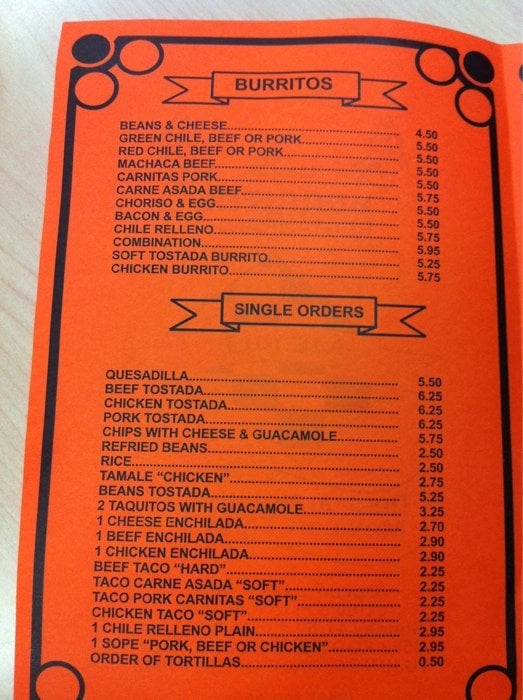 BURRITOS
BEANS & CHEESE........ 4.50
GREEN CHILE, BEEF OR PORK........ 5.50
RED CHILE, BEEF OR PORK........ 5.50
MACHACA BEEF........ 5.50
CARNITAS PORK........ 5.50
CARNE ASADA BEEF........ 5.75
CHORISO & EGG........ 5.50
BACON & EGG........ 5.50
CHILE RELLENO........ 5.75
COMBINATION........ 5.95
SOFT TOSTADA BURRITO........ 5.25
CHICKEN BURRITO........ 5.75
SINGLE ORDERS
QUESADILLA........ 5.50
BEEF TOSTADA........ 6.25
CHICKEN TOSTADA........ 6.25
PORK TOSTADA........ 6.25
CHIPS WITH CHEESE & GUACAMOLE........ 5.75
REFRIED BEANS........ 2.50
RICE........ 2.50
TAMALE “CHICKEN”........ 2.75
BEANS TOSTADA........ 5.25
2 TAQUITOS WITH GUACAMOLE........ 3.25
1 CHEESE ENCHILADA........ 2.70
1 BEEF ENCHILADA........ 2.90
1 CHICKEN ENCHILADA........ 2.90
BEEF TACO “HARD”........ 2.25
TACO CARNE ASADA “SOFT”........ 2.25
TACO PORK CARNITAS “SOFT”........ 2.25
CHICKEN TACO “SOFT”........ 2.25
1 CHILE RELLENO PLAIN........ 2.95
1 SOPE “PORK, BEEF OR CHICKEN”........ 2.95
ORDER OF TORTILLAS........ 0.50